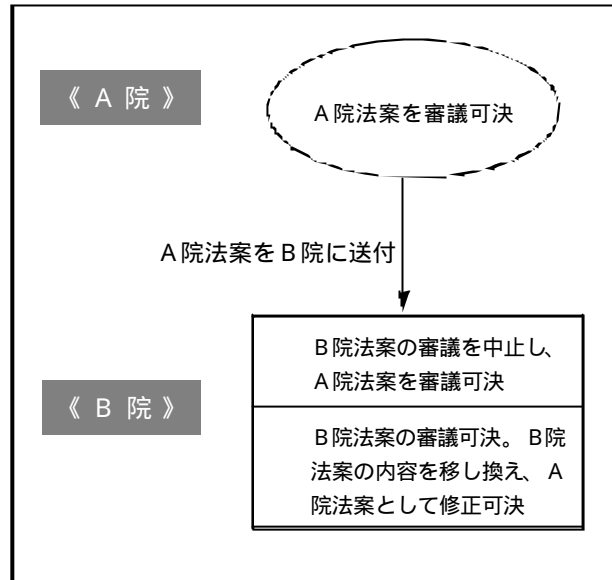 《 A 院 》
A院法案を審議可決
A院法案をB院に送付
B院法案の審議を中止し、
A院法案を審議可決
《 B 院 》
B院法案の審議可決。B院
法案の内容を移し換え、A
院法案として修正可決